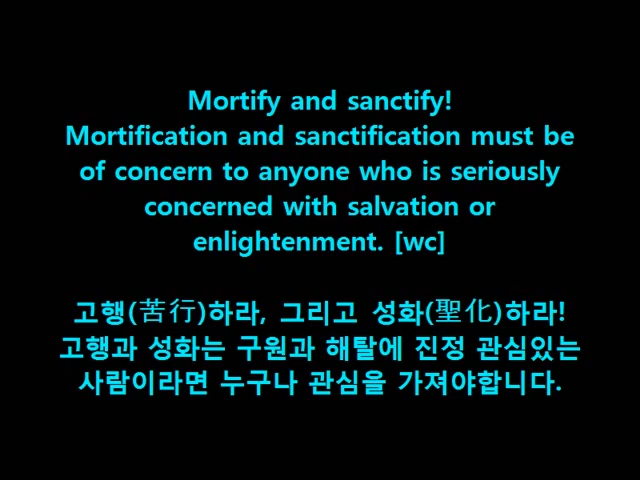 Mortify and sanctify!
Mortification and sanctification must be
of concern to anyone who is seriously
concerned with salvation or
enlightenment. [wc]
고행(苦行)하라, 그리고 성화(聖化)하라!
고행과 성화는 구원과 해탈에 진정 관심있는
사람이라면 누구나 관심을 가져야합니다.